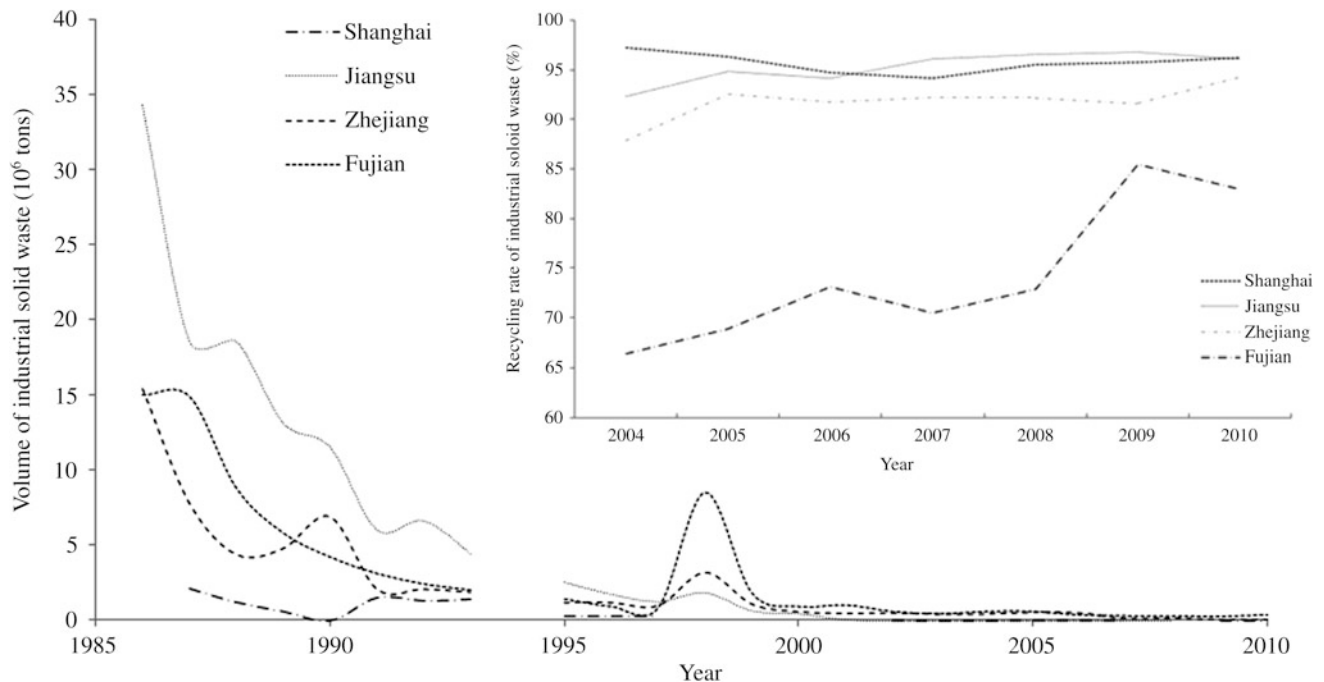 Volume of industrial solid waste (10⁶ tons)
40
35
30
25
20
15
10
5
0
1985
1990
1995
2000
2005
2010
Year
Shanghai
Jiangsu
Zhejiang
Fujian
Recycling rate of industrial soloid waste (%)
100
95
90
85
80
75
70
65
60
2004
2005
2006
2007
2008
2009
2010
Year
Shanghai
Jiangsu
Zhejiang
Fujian